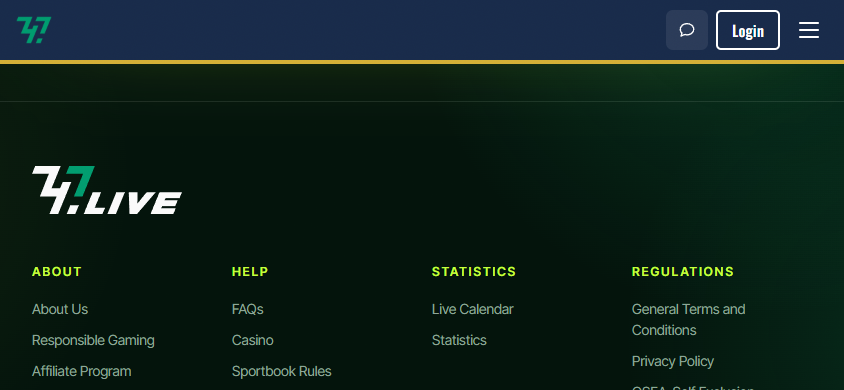 Login
247.LIVE
ABOUT
HELP
STATISTICS
REGULATIONS
About Us
FAQs
Live Calendar
General Terms and
Conditions
Responsible Gaming
Casino
Statistics
Privacy Policy
Affiliate Program
Sportbook Rules